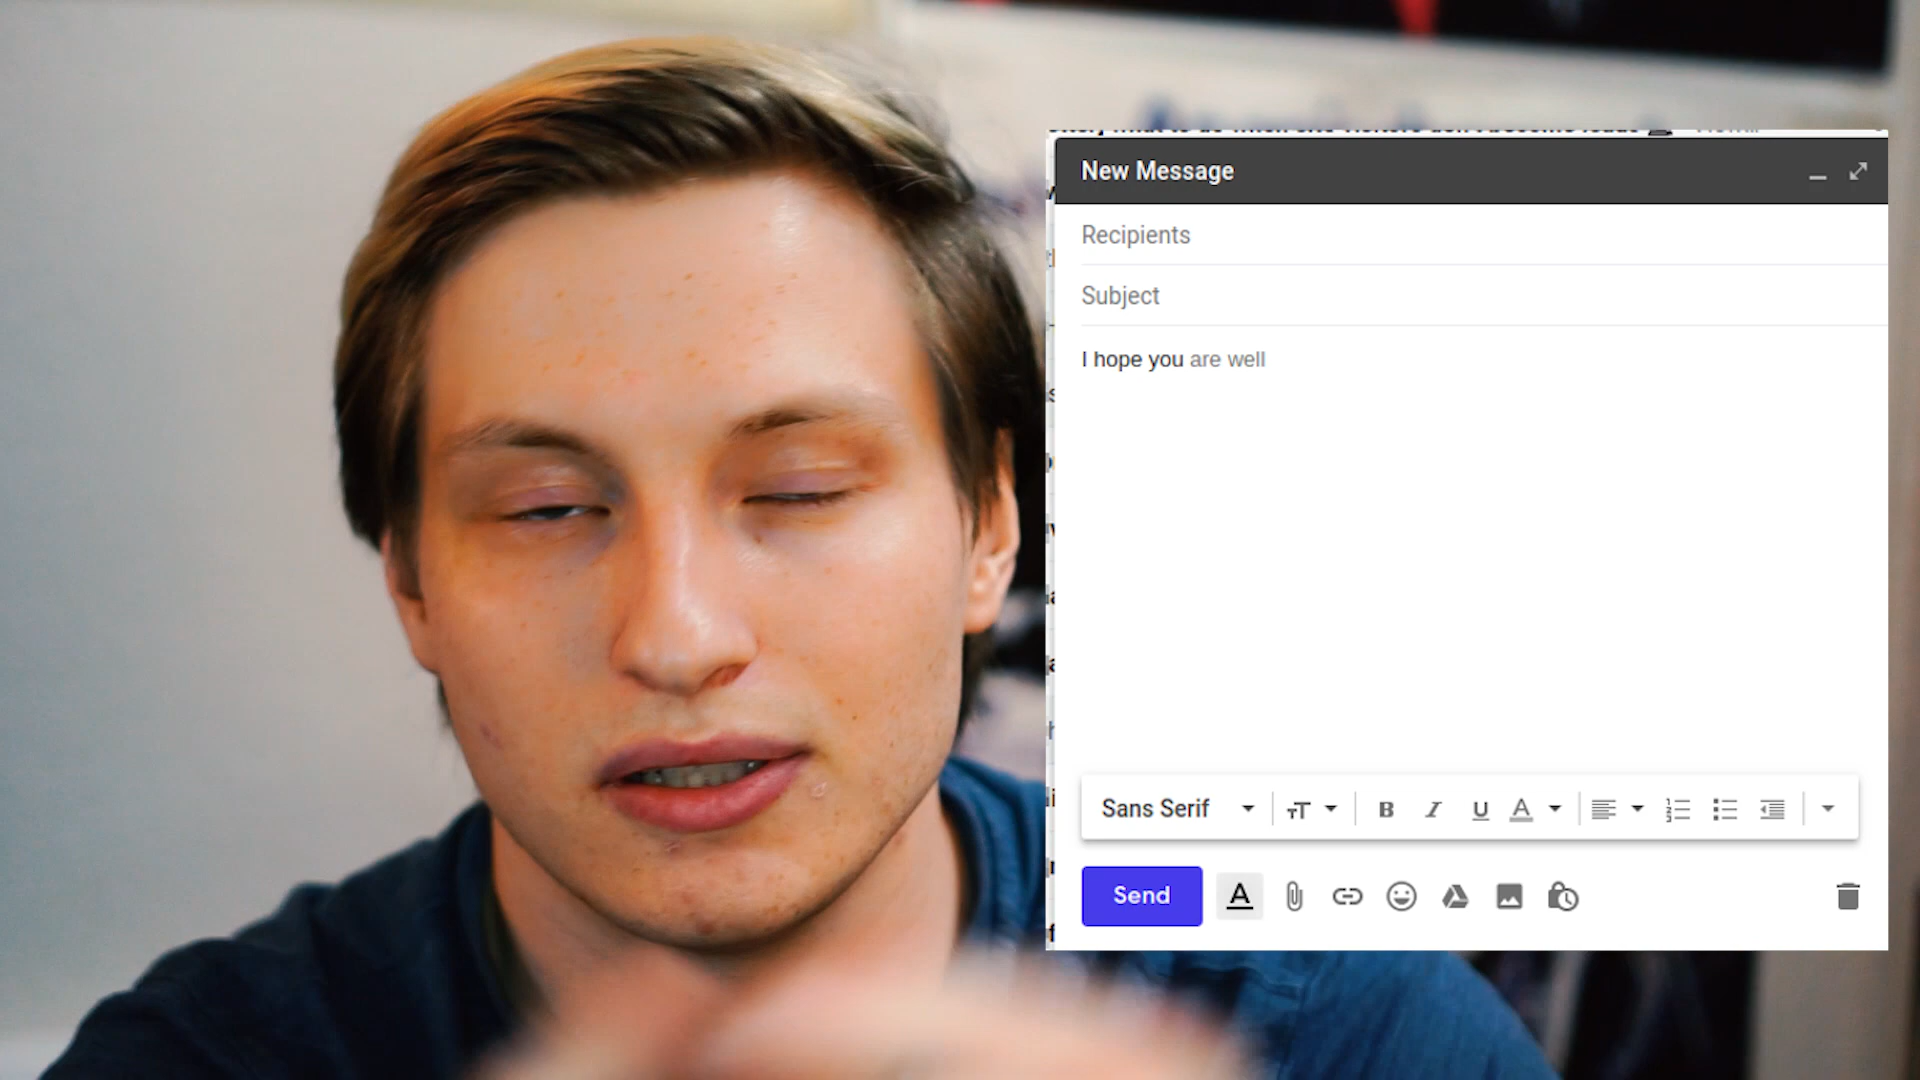 New Message
Recipients
Subject
I hope you are well
Sans Serif
Send